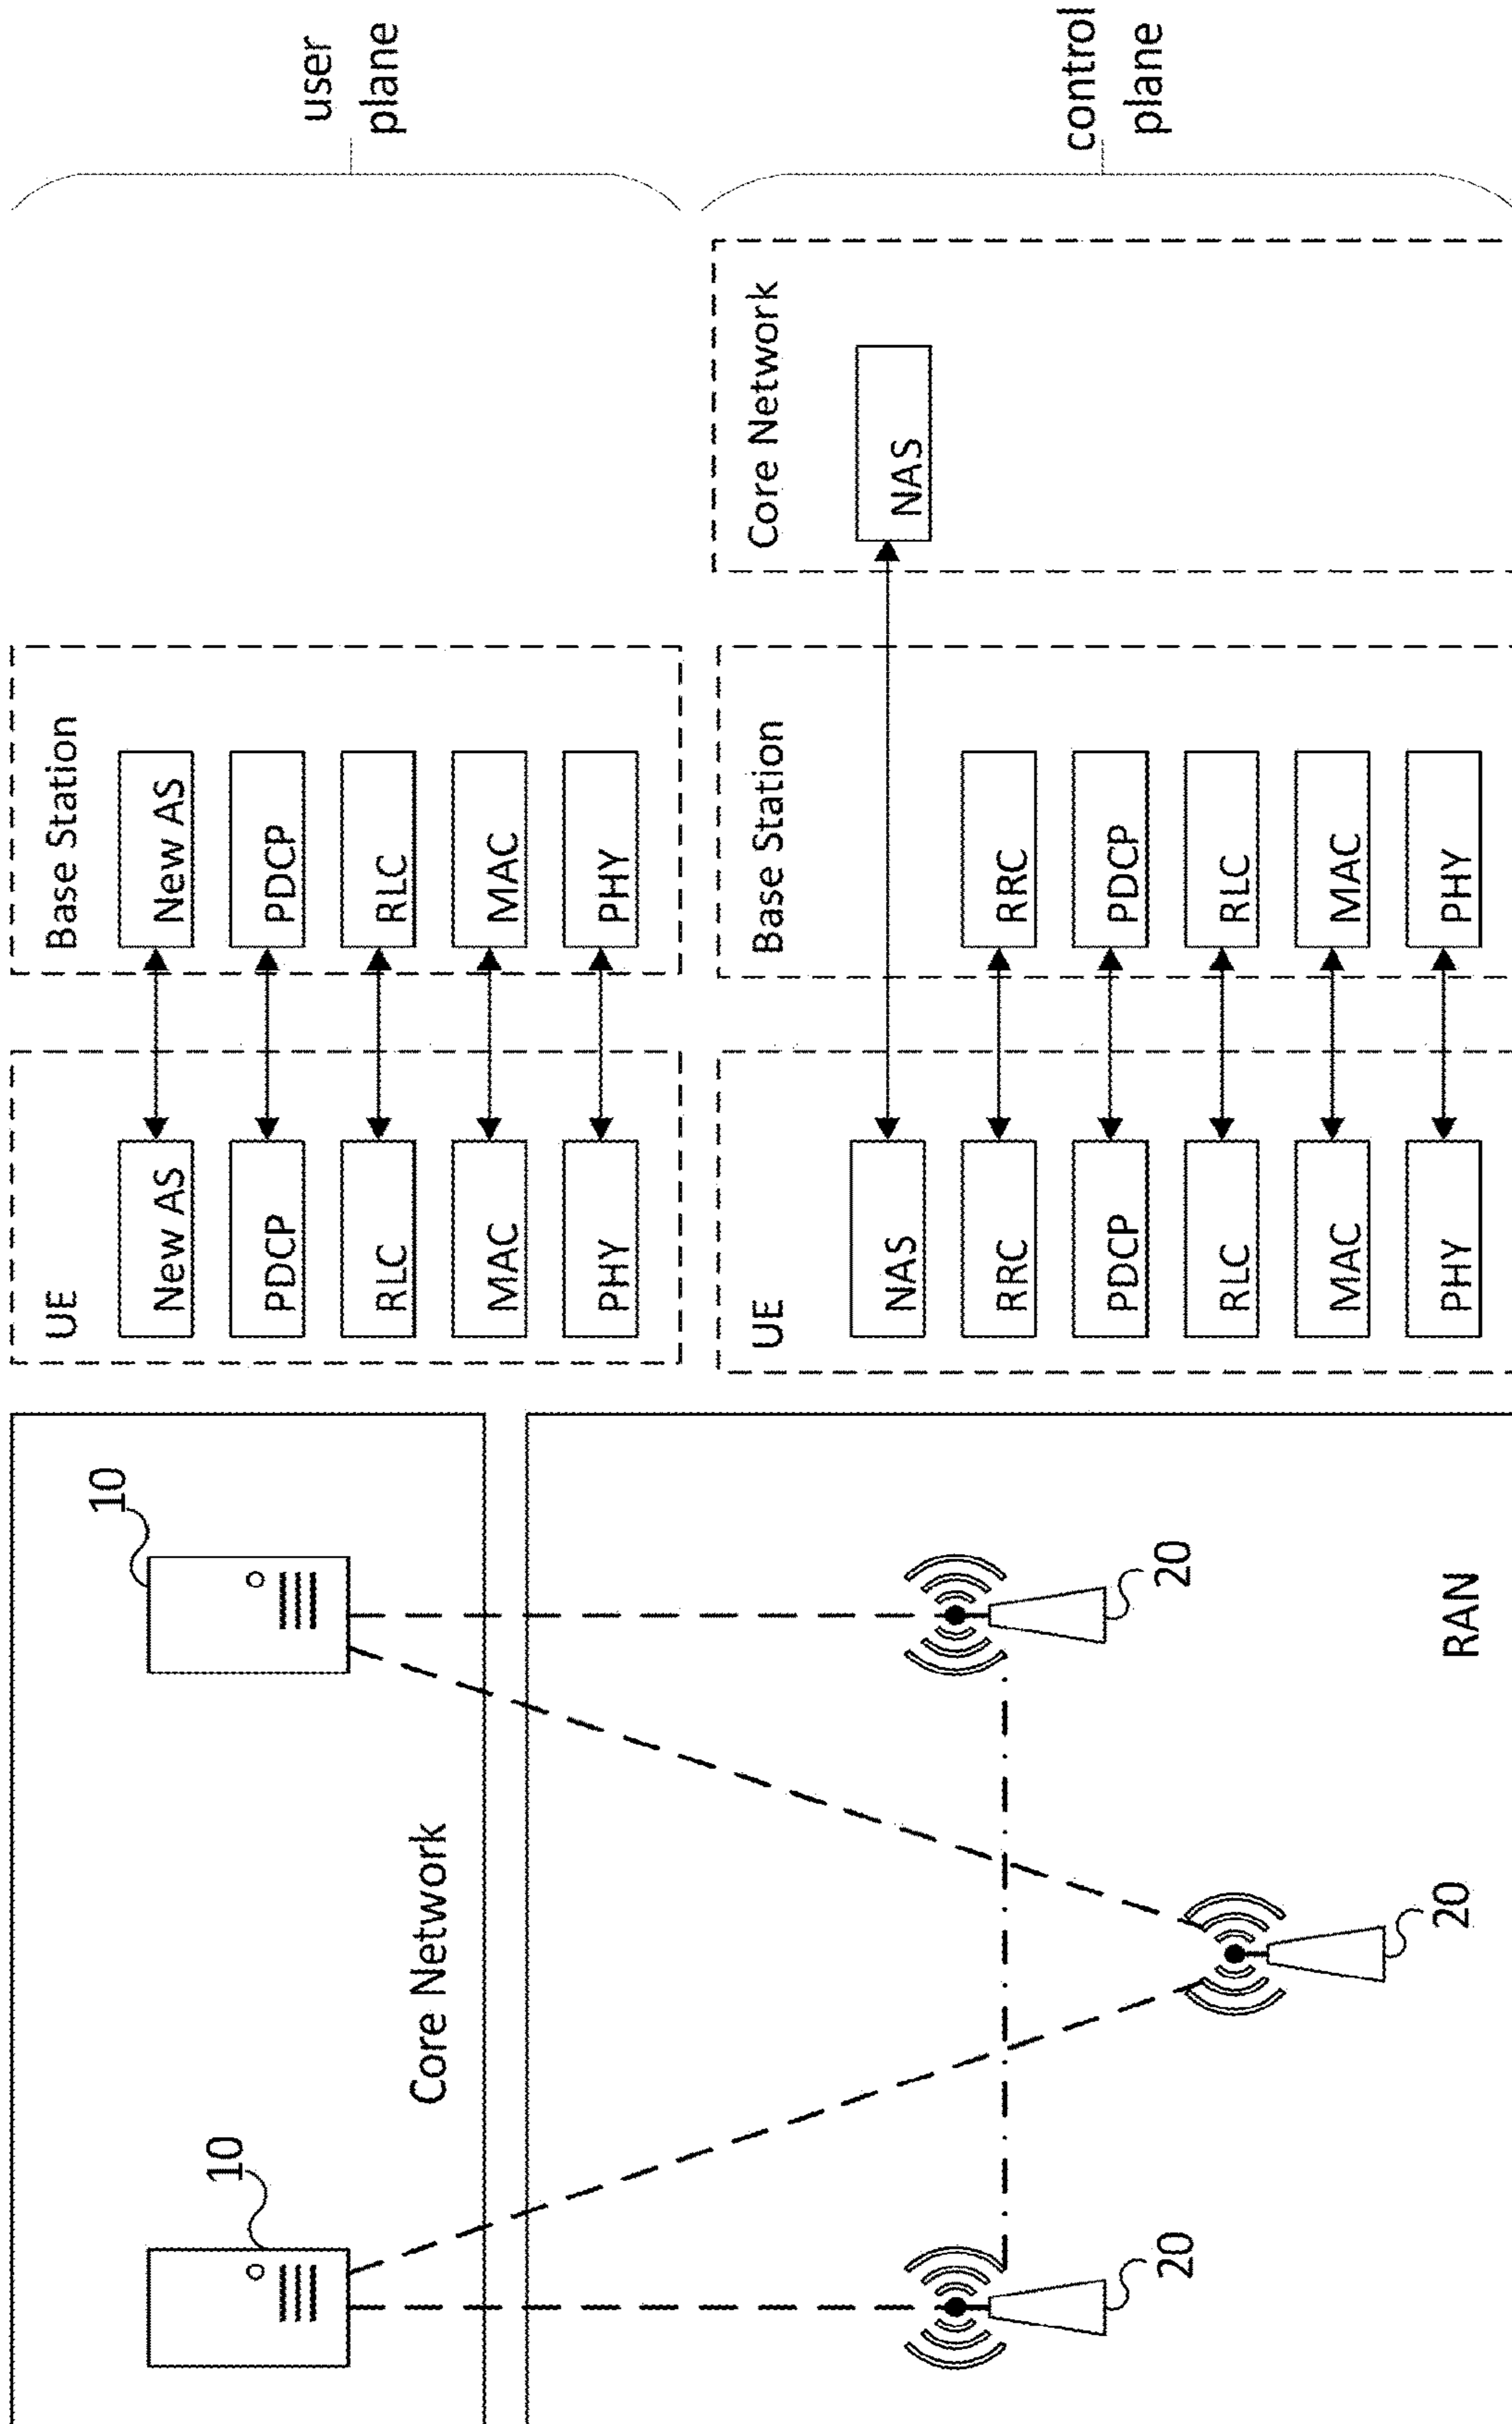 10
10
Core Network
20
20
20
RAN
UE
Base Station
New AS
New AS
PDCP
PDCP
RLC
RLC
MAC
MAC
PHY
PHY
user
plane
UE
Base Station
Core Network
NAS
NAS
RRC
RRC
PDCP
PDCP
RLC
RLC
MAC
MAC
PHY
PHY
control
plane